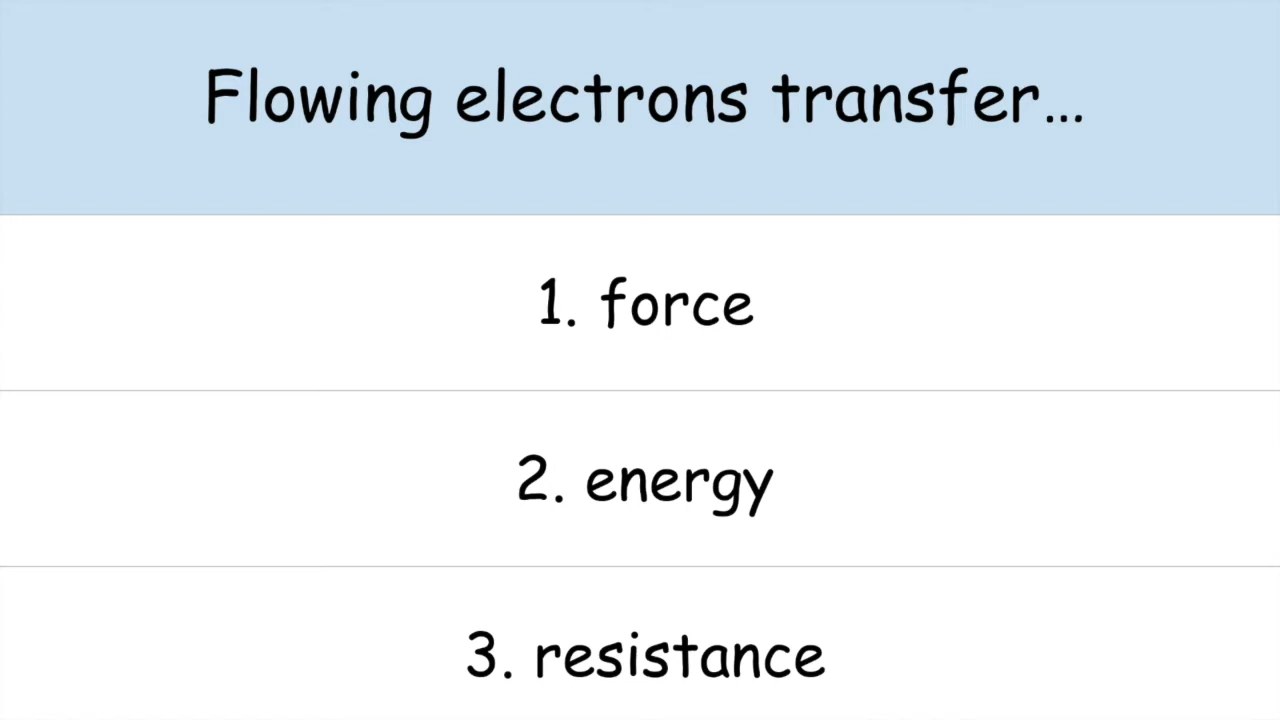 Flowing electrons transfer...
1. force
2. energy
3. resistance